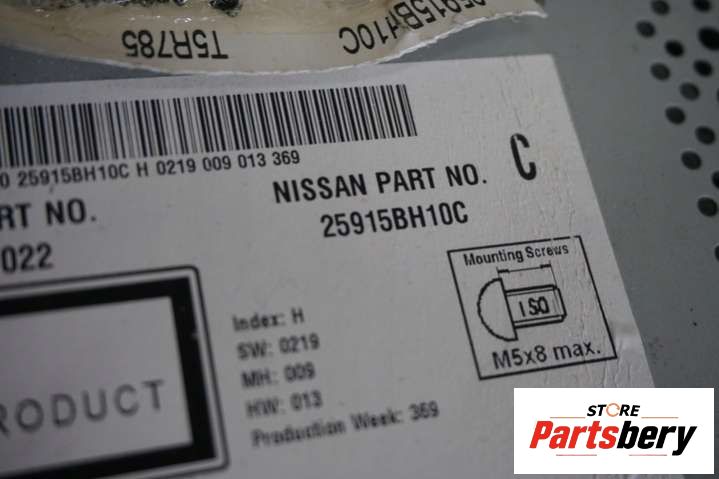 25915BH10C
T5R785
0 25915BH10C H 0219 009 013 369
NISSAN PART NO. C
25915BH10C
RT NO.
022
Mounting Screws
ISO
M5x8 max.
Index: H
SW: 0219
MH: 009
HW: 013
Production Week: 369
RODUCT
STORE
Partsbery